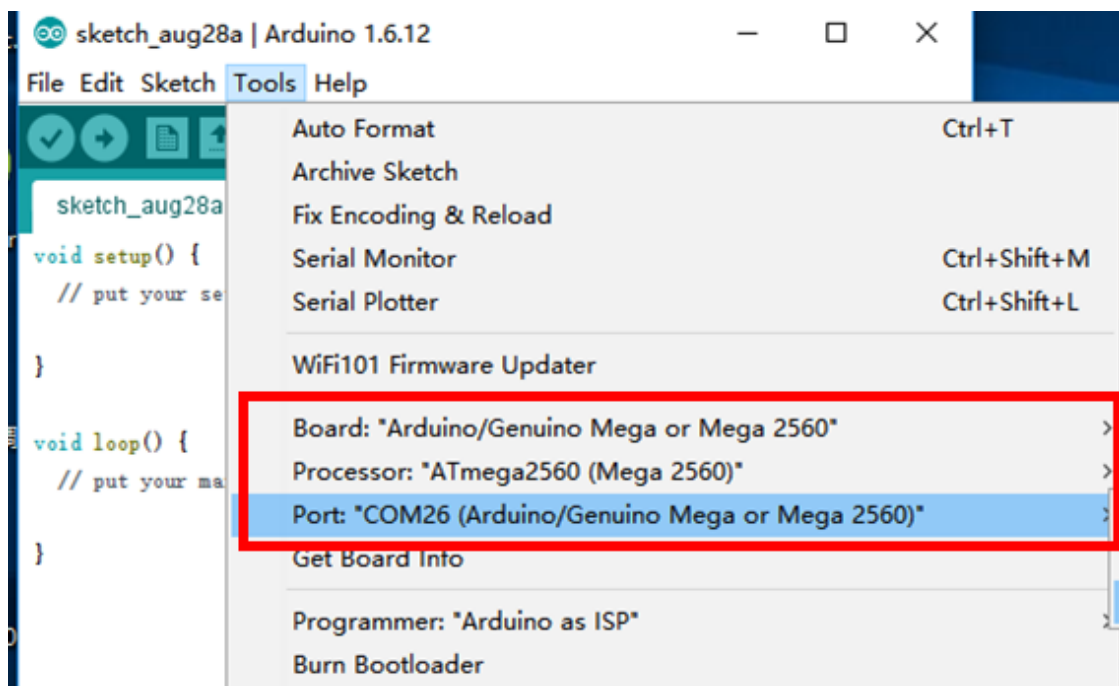 sketch_aug28a | Arduino 1.6.12
File Edit Sketch Tools Help
Auto Format Ctrl+T
Archive Sketch
sketch_aug28a
Fix Encoding & Reload
void setup() {
Serial Monitor Ctrl+Shift+M
// put your se
Serial Plotter Ctrl+Shift+L
}
WiFi101 Firmware Updater
Board: "Arduino/Genuino Mega or Mega 2560"
void loop() {
Processor: "ATmega2560 (Mega 2560)"
// put your ma
Port: "COM26 (Arduino/Genuino Mega or Mega 2560)"
}
Get Board Info
Programmer: "Arduino as ISP"
Burn Bootloader